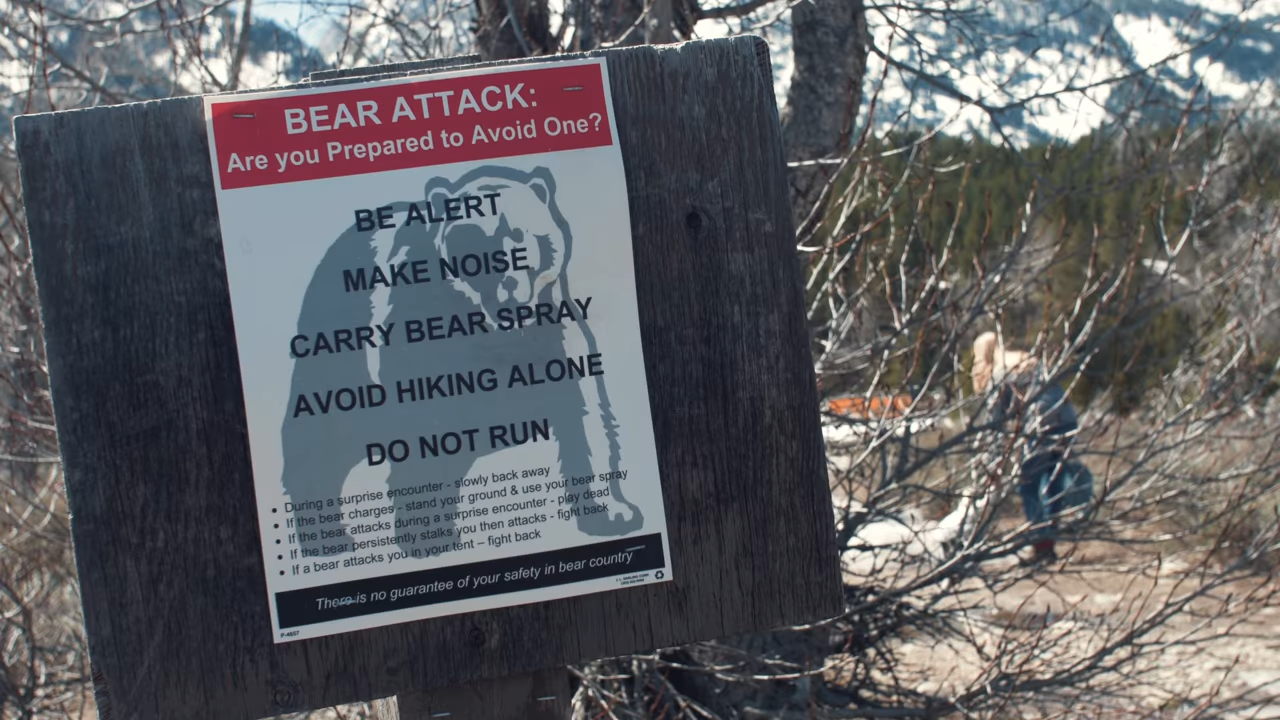 BEAR ATTACK:
Are you Prepared to Avoid One?
BE ALERT
MAKE NOISE
CARRY BEAR SPRAY
AVOID HIKING ALONE
DO NOT RUN
• During a surprise encounter - slowly back away
• If the bear charges - stand your ground & use your bear spray
• If the bear attacks during a surprise encounter - play dead
• If the bear persistently stalks you then attacks - fight back
• If a bear attacks you in your tent – fight back
There is no guarantee of your safety in bear country
P-4557